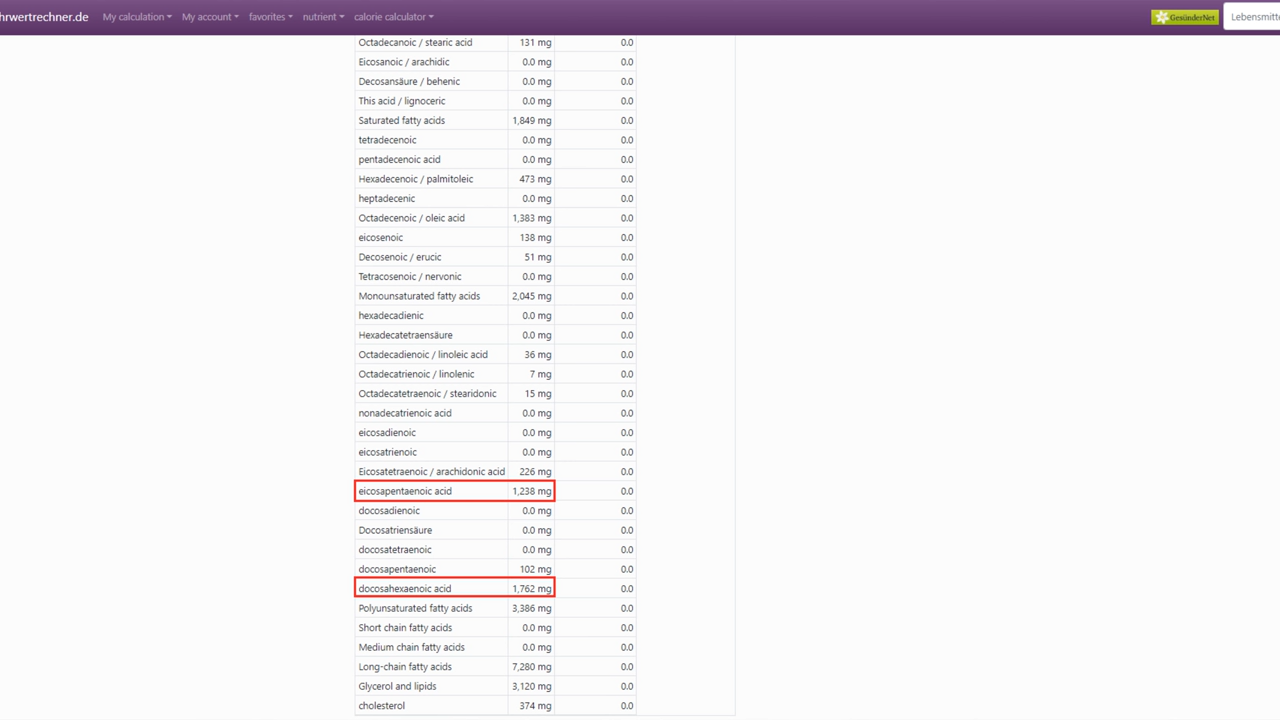 hrwertrechner.de My calculation My account favorites nutrient calorie calculator GesünderNet Lebensmitte
Octadecanoic / stearic acid 131 mg 0.0
Eicosanoic / arachidic 0.0 mg 0.0
Decosansäure / behenic 0.0 mg 0.0
This acid / lignoceric 0.0 mg 0.0
Saturated fatty acids 1,849 mg 0.0
tetradecenoic 0.0 mg 0.0
pentadecenoic acid 0.0 mg 0.0
Hexadecenoic / palmitoleic 473 mg 0.0
heptadecenic 0.0 mg 0.0
Octadecenoic / oleic acid 1,383 mg 0.0
eicosenoic 138 mg 0.0
Decosenoic / erucic 51 mg 0.0
Tetracosenoic / nervonic 0.0 mg 0.0
Monounsaturated fatty acids 2,045 mg 0.0
hexadecadienic 0.0 mg 0.0
Hexadecatetraensäure 0.0 mg 0.0
Octadecadienoic / linoleic acid 36 mg 0.0
Octadecatrienoic / linolenic 7 mg 0.0
Octadecatetraenoic / stearidonic 15 mg 0.0
nonadecatrienoic acid 0.0 mg 0.0
eicosadienoic 0.0 mg 0.0
eicosatrienoic 0.0 mg 0.0
Eicosatetraenoic / arachidonic acid 226 mg 0.0
eicosapentaenoic acid 1,238 mg 0.0
docosadienoic 0.0 mg 0.0
Docosatriensäure 0.0 mg 0.0
docosatetraenoic 0.0 mg 0.0
docosapentaenoic 102 mg 0.0
docosahexaenoic acid 1,762 mg 0.0
Polyunsaturated fatty acids 3,386 mg 0.0
Short chain fatty acids 0.0 mg 0.0
Medium chain fatty acids 0.0 mg 0.0
Long-chain fatty acids 7,280 mg 0.0
Glycerol and lipids 3,120 mg 0.0
cholesterol 374 mg 0.0